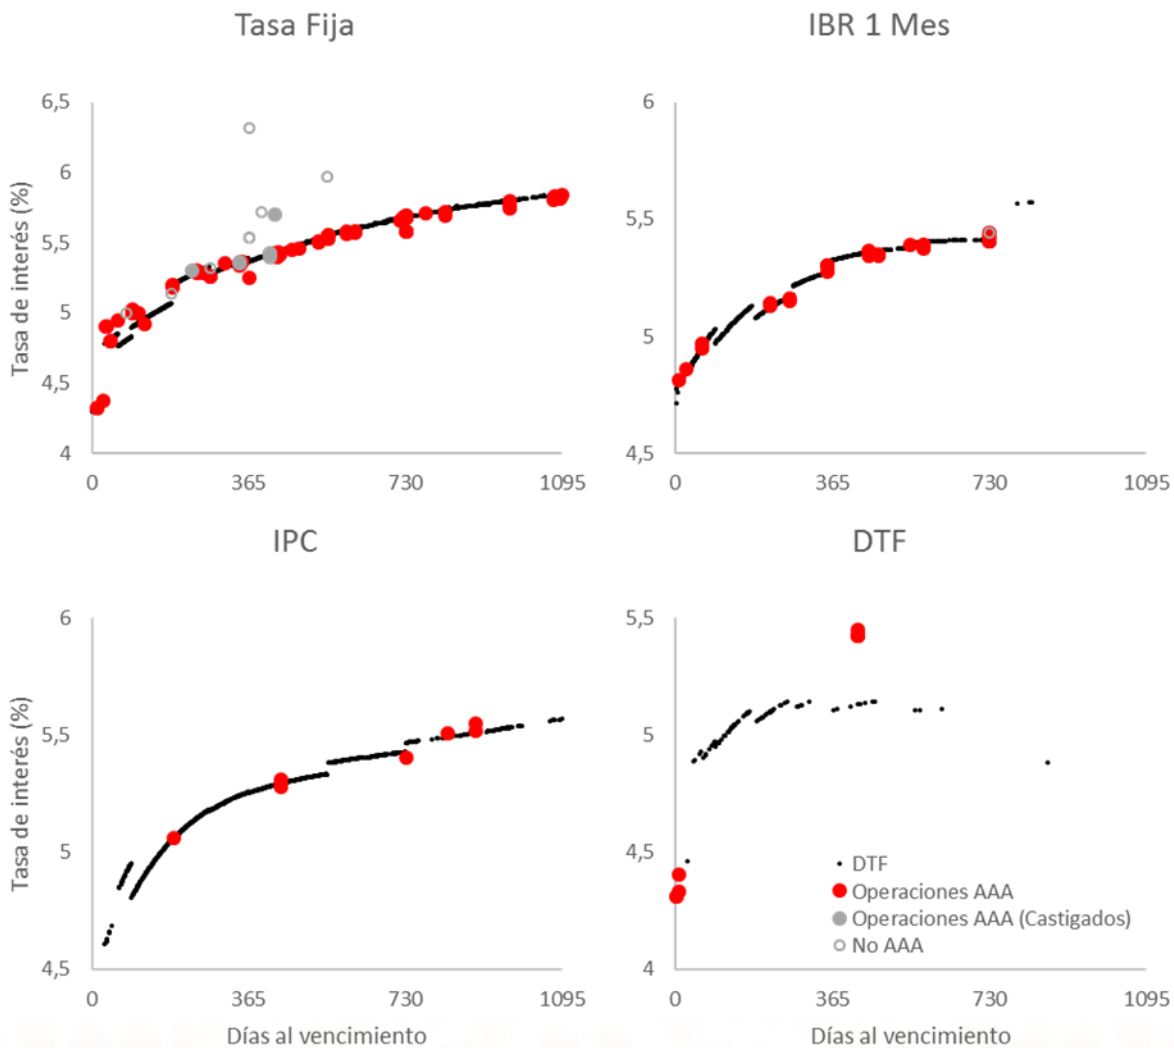 Tasa Fija
IBR 1 Mes
Tasa de interés (%)
6,5
6
5,5
5
4,5
4
0
365
730
1095
6
5,5
5
4,5
0
365
730
1095
IPC
DTF
Tasa de interés (%)
6
5,5
5
4,5
0
365
730
1095
Días al vencimiento
5,5
5
4,5
4
0
365
730
1095
Días al vencimiento
DTF
Operaciones AAA
Operaciones AAA (Castigados)
No AAA